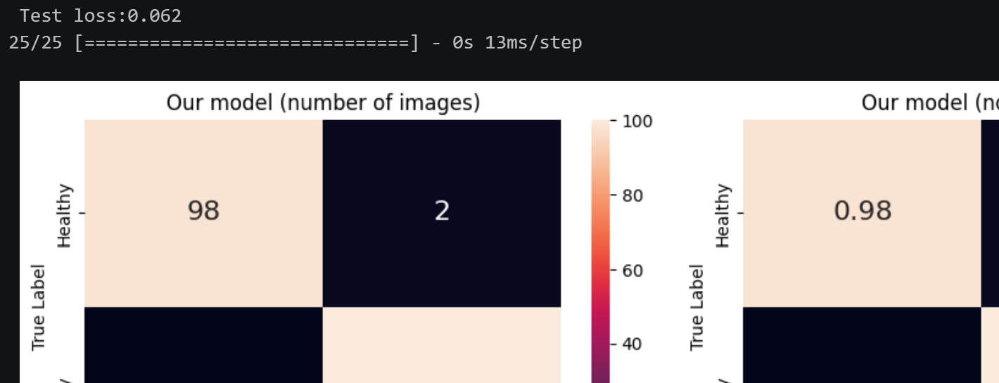 Test loss:0.062
25/25 [==============================] - 0s 13ms/step
Our model (number of images)
Our model (
100
80
60
40
Healthy
98
2
True Label
Healthy
0.98
True Label